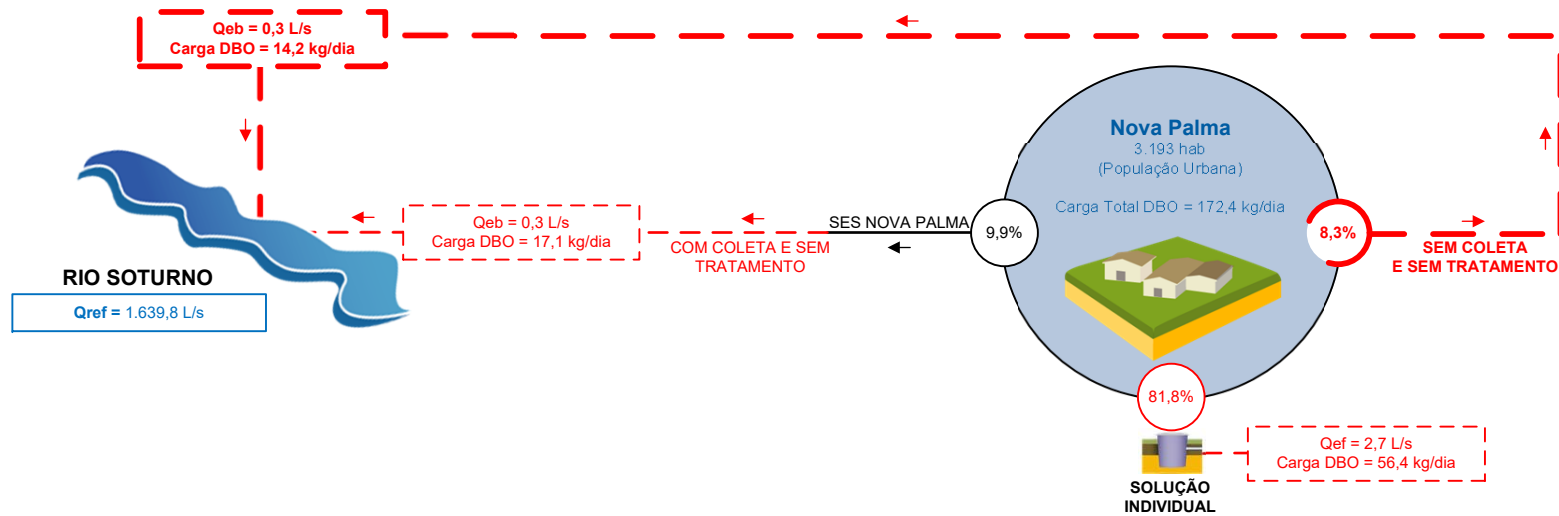 Qeb = 0,3 L/s
Carga DBO = 14,2 kg/dia
Nova Palma
3.193 hab
(População Urbana)
Carga Total DBO = 172,4 kg/dia
Qeb = 0,3 L/s
Carga DBO = 17,1 kg/dia
COM COLETA E SEM
TRATAMENTO
SES NOVA PALMA
9,9%
8,3%
SEM COLETA
E SEM TRATAMENTO
RIO SOTURNO
Qref = 1.639,8 L/s
81,8%
Qef = 2,7 L/s
Carga DBO = 56,4 kg/dia
SOLUÇÃO
INDIVIDUAL